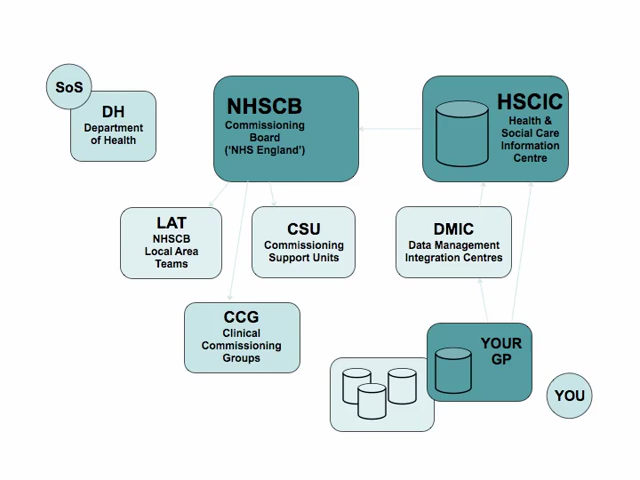 SoS
DH
Department
of Health
NHSCB
Commissioning
Board
('NHS England')
HSCIC
Health &
Social Care
Information
Centre
LAT
NHSCB
Local Area
Teams
CSU
Commissioning
Support Units
DMIC
Data Management
Integration Centres
CCG
Clinical
Commissioning
Groups
YOUR
GP
YOU